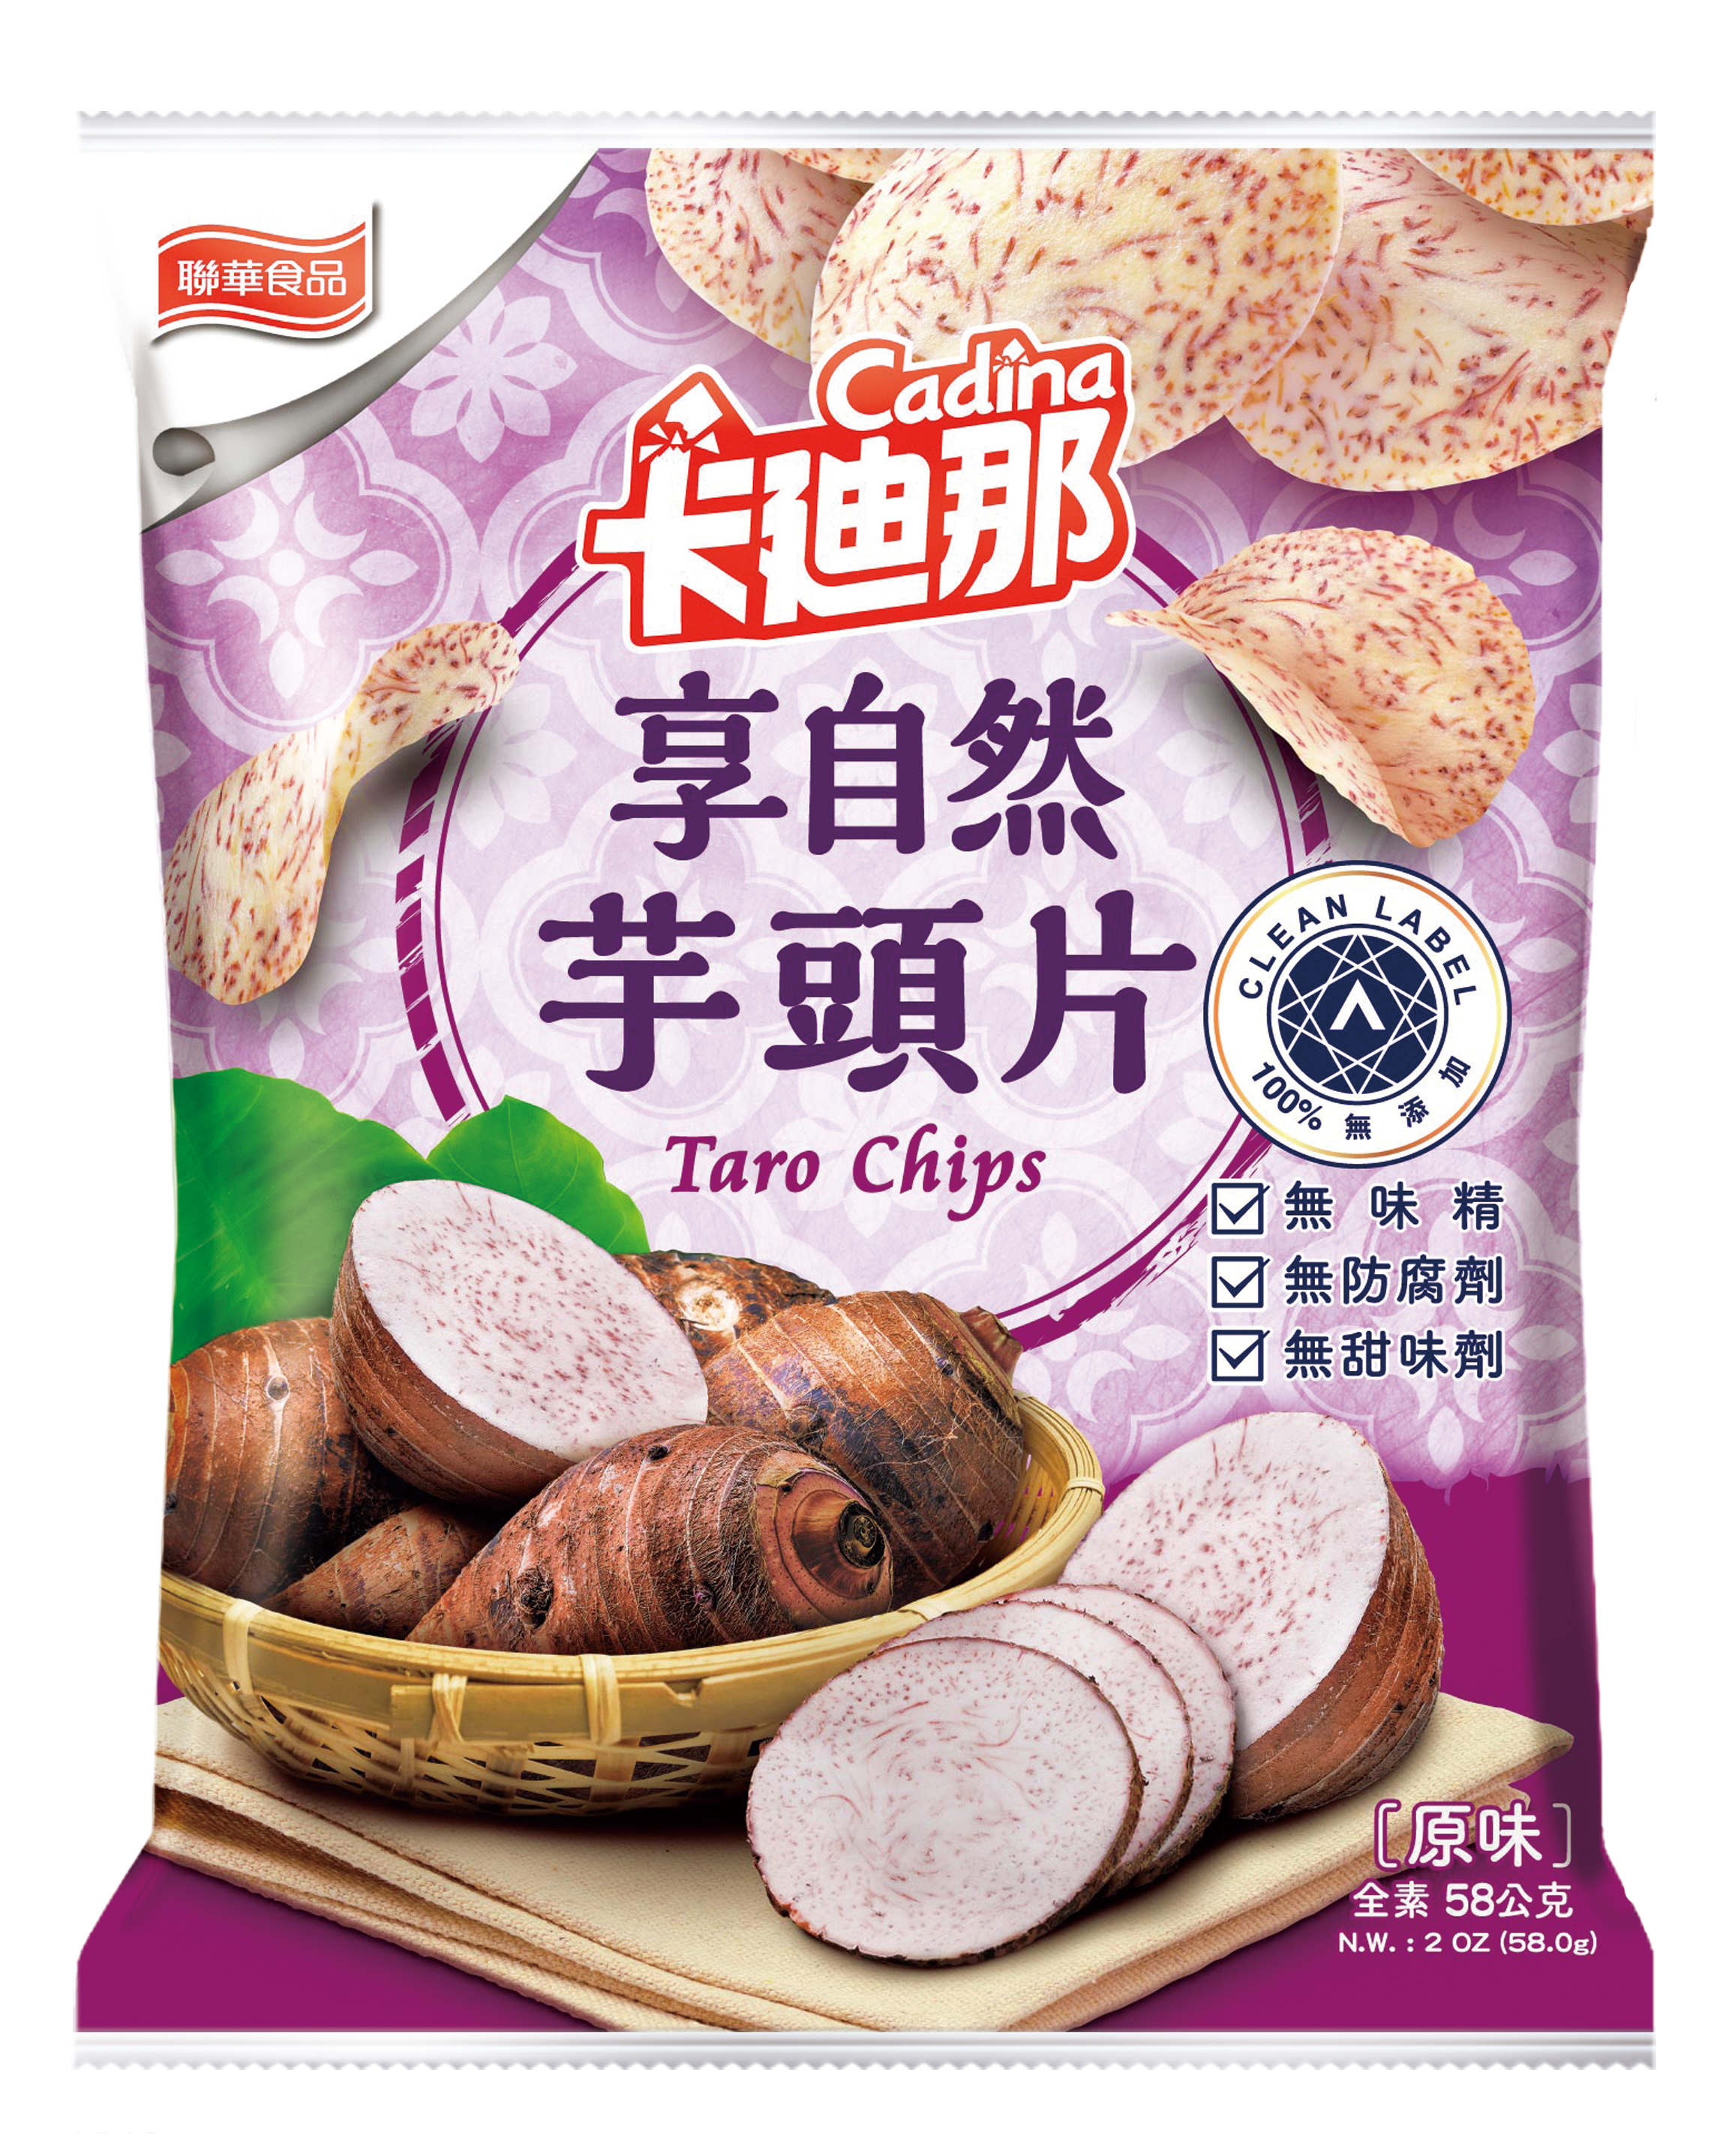 聯華食品
Cadina
卡迪那
享自然
芋頭片
Taro Chips
CLEAN LABEL
100% 無添加
無味精
無防腐劑
無甜味劑
[原味]
全素 58公克
N.W. : 2 OZ (58.0g)